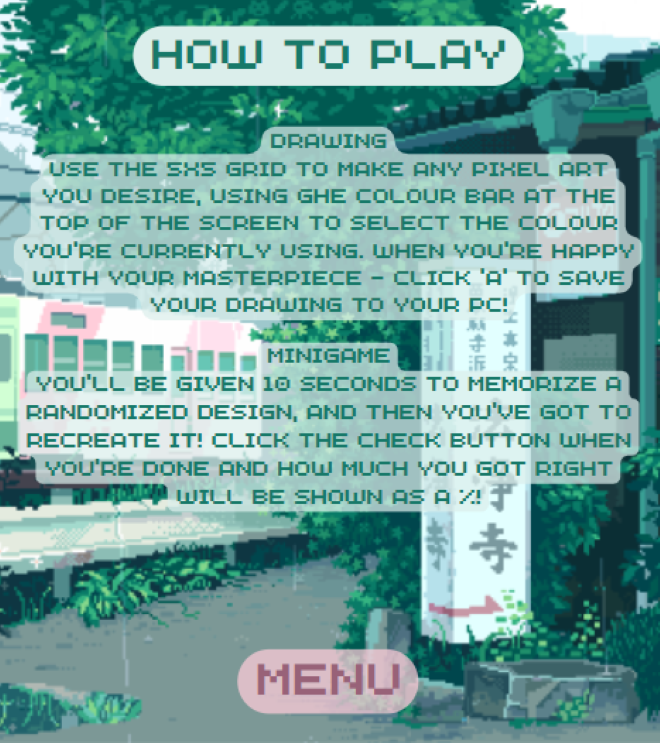 HOW TO PLAY
DRAWING
USE THE 5X5 GRID TO MAKE ANY PIXEL ART
YOU DESIRE, USING GHE COLOUR BAR AT THE
TOP OF THE SCREEN TO SELECT THE COLOUR
YOU'RE CURRENTLY USING. WHEN YOU'RE HAPPY
WITH YOUR MASTERPIECE - CLICK 'A' TO SAVE
YOUR DRAWING TO YOUR PC!
MINIGAME
YOU'LL BE GIVEN 10 SECONDS TO MEMORIZE A
RANDOMIZED DESIGN, AND THEN YOU'VE GOT TO
RECREATE IT! CLICK THE CHECK BUTTON WHEN
YOU'RE DONE AND HOW MUCH YOU GOT RIGHT
WILL BE SHOWN AS A %!
寺
MENU